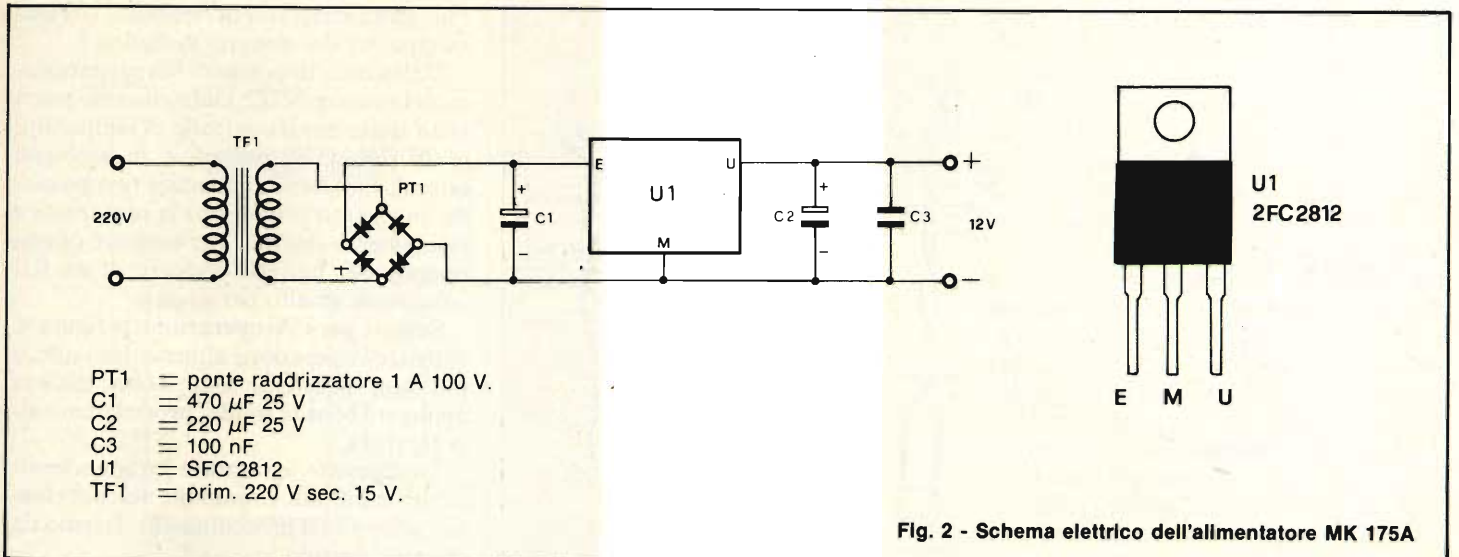 TF1
PT1
220V
+
E
U1
U
M
+
C1
-
+
C2
-
C3
+
12V
-
U1
2FC2812
E M U
PT1 = ponte raddrizzatore 1 A 100 V.
C1 = 470 µF 25 V
C2 = 220 µF 25 V
C3 = 100 nF
U1 = SFC 2812
TF1 = prim. 220 V sec. 15 V.
Fig. 2 - Schema elettrico dell'alimentatore MK 175A